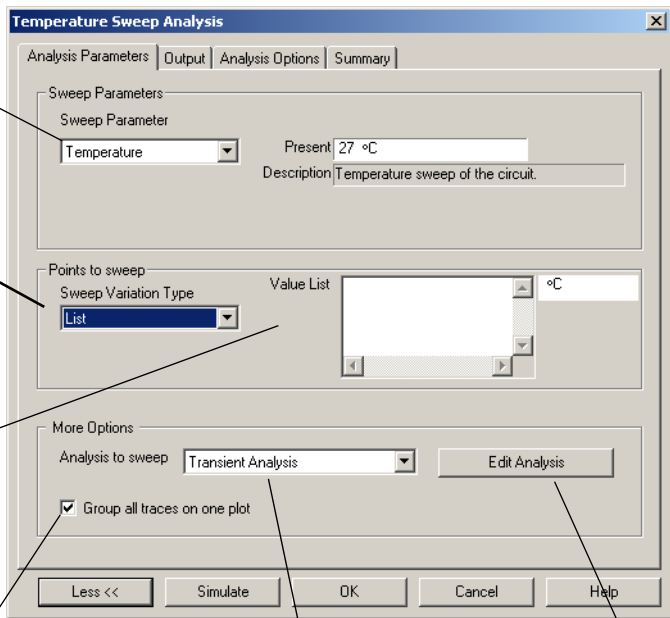 Temperature Sweep Analysis
Analysis Parameters Output Analysis Options Summary
Sweep Parameters
Sweep Parameter
Temperature
Present 27 ºC
Description Temperature sweep of the circuit.
Points to sweep
Sweep Variation Type
List
Value List
ºC
More Options
Analysis to sweep Transient Analysis Edit Analysis
Group all traces on one plot
Less << Simulate OK Cancel Help